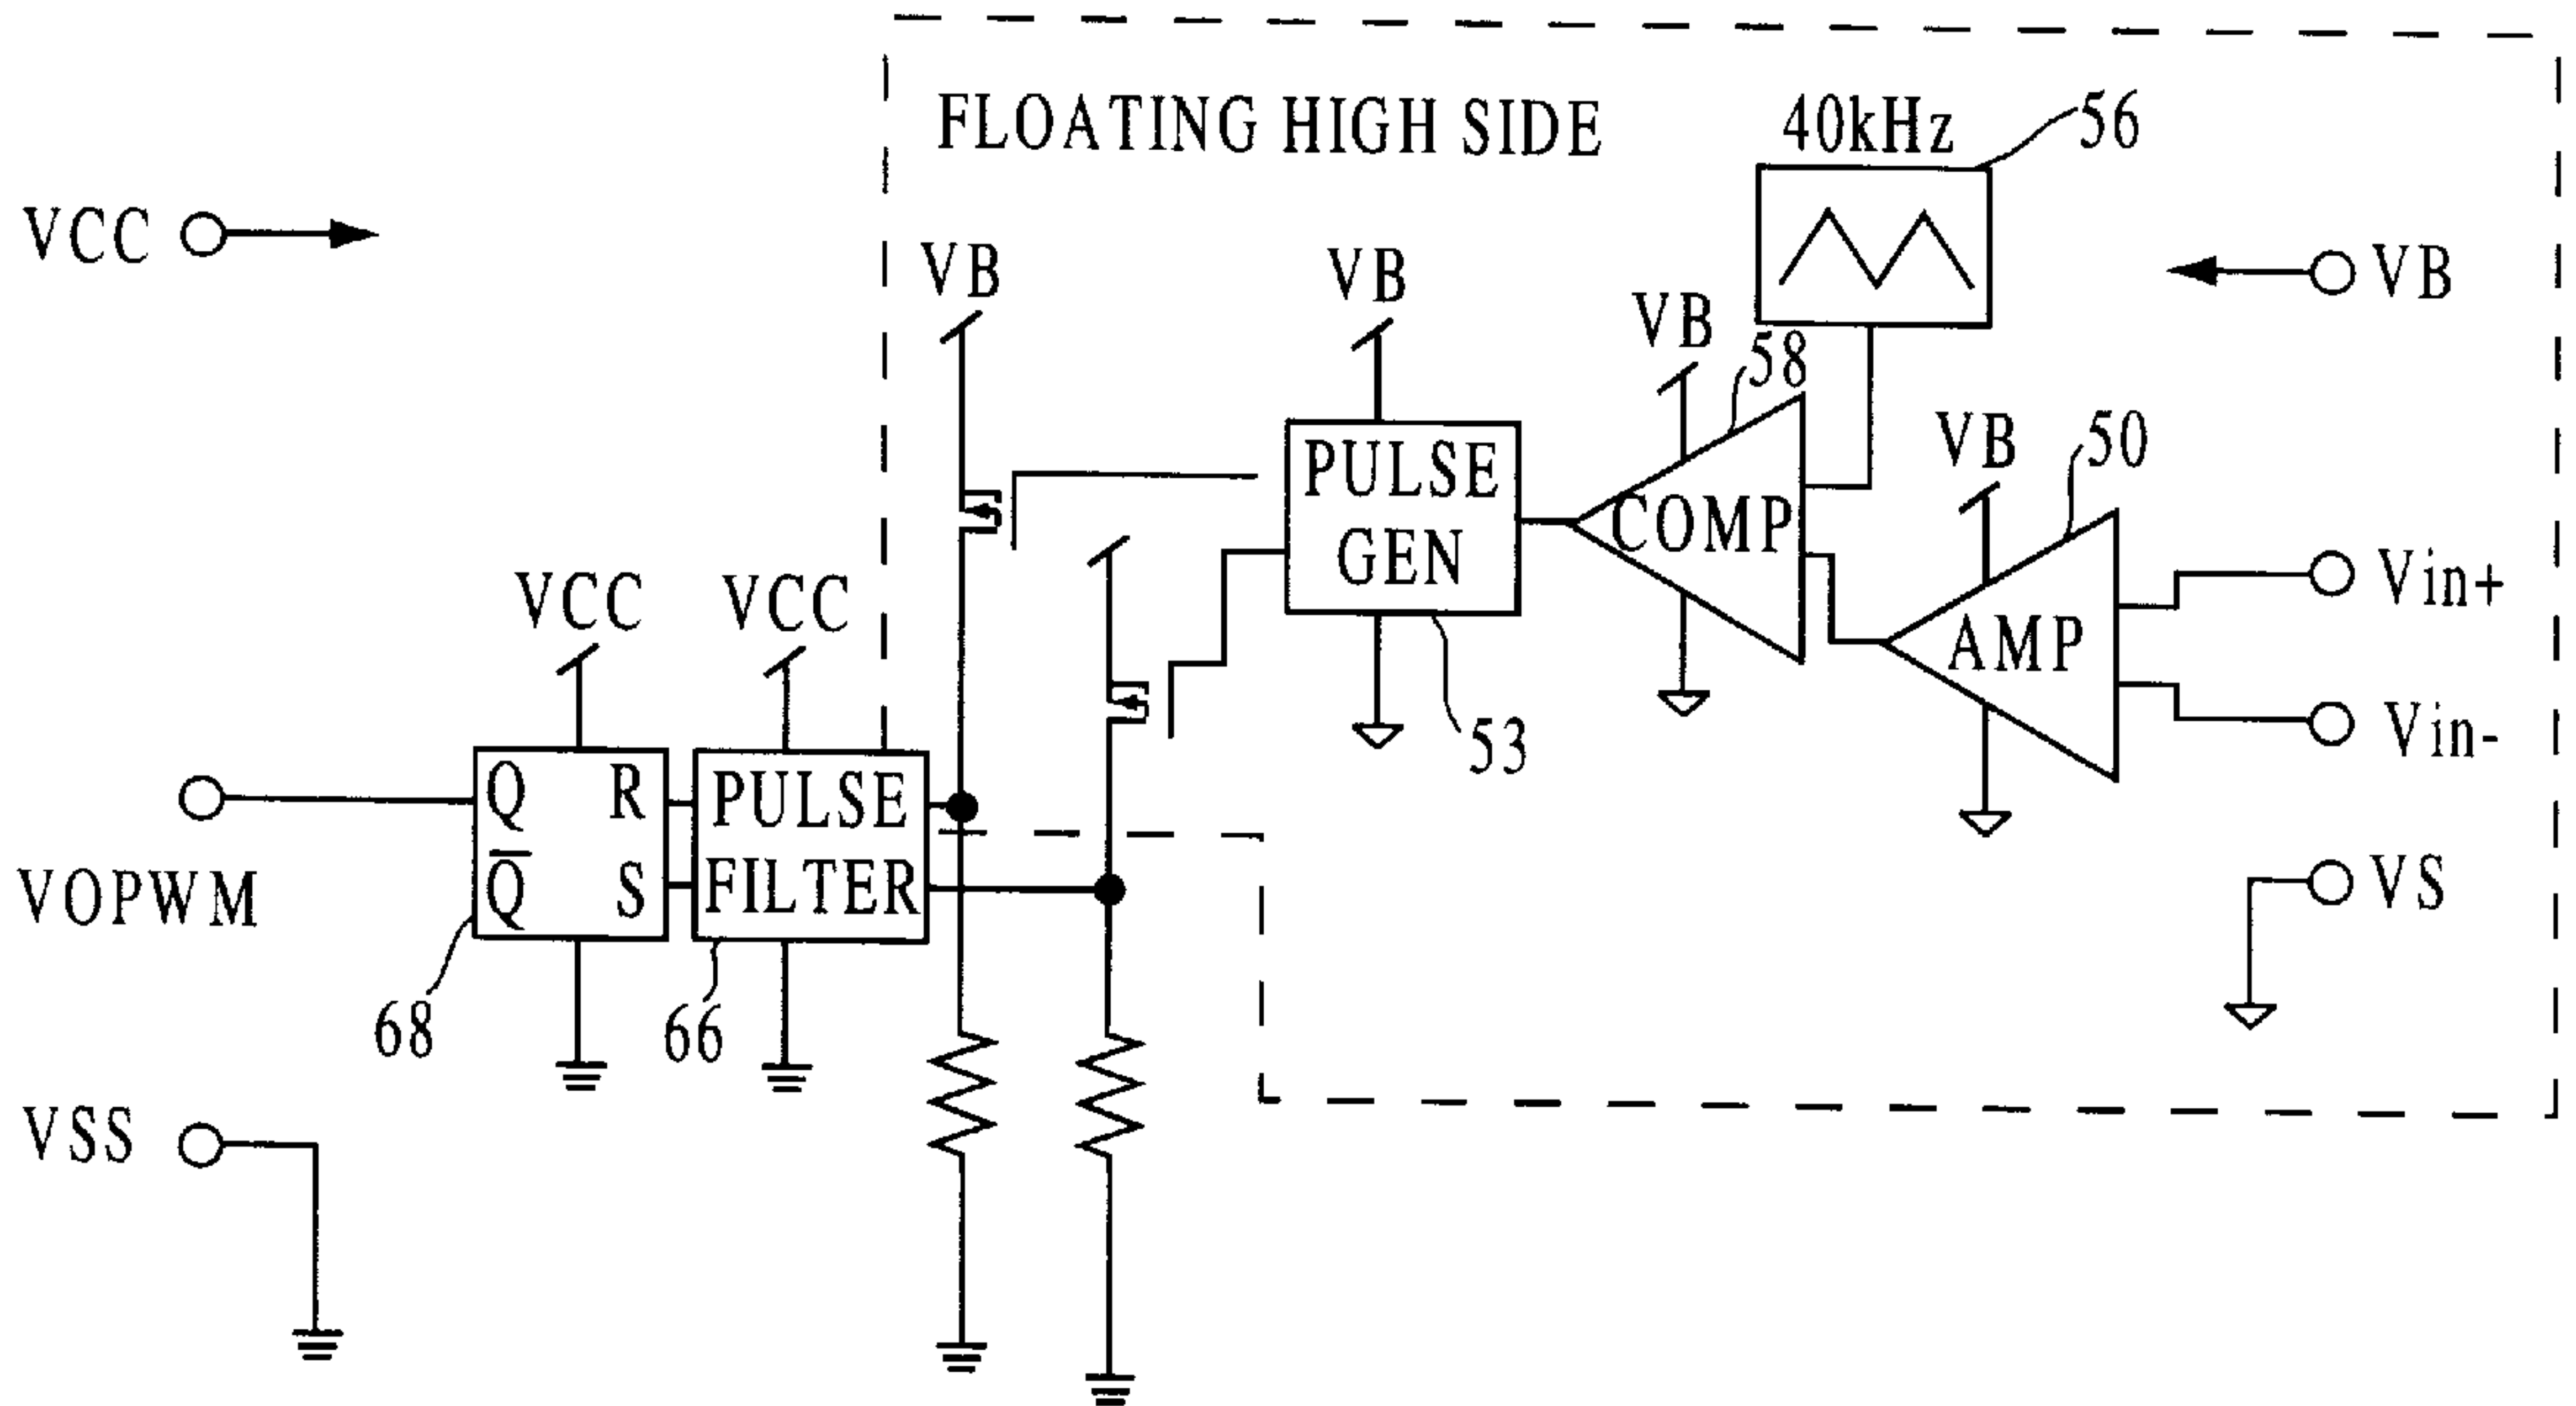 FLOATING HIGH SIDE
40kHz
56
VCC
VB
VB
VB
VB
58
VB
50
PULSE
GEN
COMP
AMP
Vin+
Vin-
VCC
VCC
53
Q
R
Q̅
S
PULSE
FILTER
VOPWM
VS
68
66
VSS